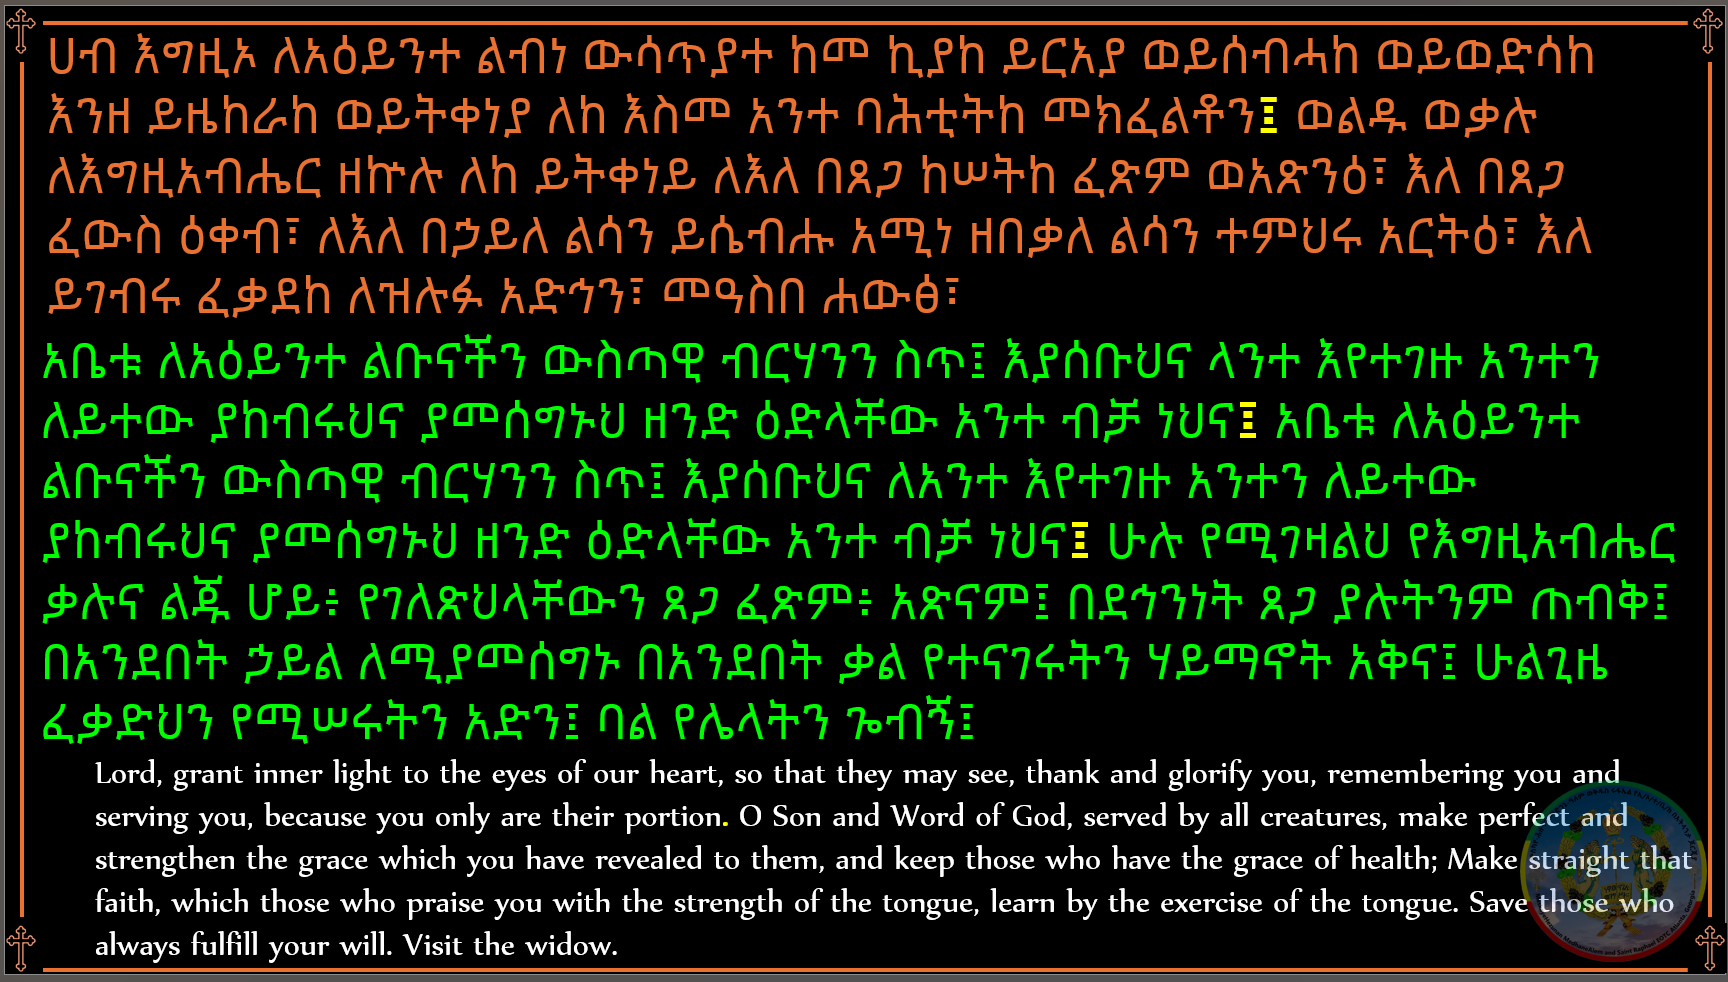 ሀብ እግዚኦ ለአዕይንተ ልብነ ውሳጥያተ ከመ ኪያከ ይርአያ ወይሰብሓከ ወይወድሳከ
እንዘ ይዜከራከ ወይትቀነያ ለከ እስመ አንተ ባሕቲትከ መክፈልቶን፤ ወልዱ ወቃሉ
ለእግዚአብሔር ዘኵሉ ለከ ይትቀነይ ለእለ በጸጋ ከሠትከ ፈጽም ወአጽንዕ፣ እለ በጸጋ
ፈውስ ዕቀብ፣ ለእለ በኃይለ ልሳን ይሴብሑ አሚነ ዘበቃለ ልሳን ተምህሩ አርትዕ፣ እለ
ይገብሩ ፈቃደከ ለዝሉፉ አድኅን፣ መዓስበ ሐውፅ፣
አቤቱ ለአዕይንተ ልቡናችን ውስጣዊ ብርሃንን ስጥ፤ እያሰቡህና ላንተ እየተገዙ አንተን
ለይተው ያከብሩህና ያመሰግኑህ ዘንድ ዕድላቸው አንተ ብቻ ነህና፤ አቤቱ ለአዕይንተ
ልቡናችን ውስጣዊ ብርሃንን ስጥ፤ እያሰቡህና ለአንተ እየተገዙ አንተን ለይተው
ያከብሩህና ያመሰግኑህ ዘንድ ዕድላቸው አንተ ብቻ ነህና፤ ሁሉ የሚገዛልህ የእግዚአብሔር
ቃሉና ልጁ ሆይ፥ የገለጽህላቸውን ጸጋ ፈጽም፥ አጽናም፤ በደኅንነት ጸጋ ያሉትንም ጠብቅ፤
በአንደበት ኃይል ለሚያመሰግኑ በአንደበት ቃል የተናገሩትን ሃይማኖት አቅና፤ ሁልጊዜ
ፈቃድህን የሚሠሩትን አድን፤ ባል የሌላትን ጐብኝ፤
Lord, grant inner light to the eyes of our heart, so that they may see, thank and glorify you, remembering you and
serving you, because you only are their portion. O Son and Word of God, served by all creatures, make perfect and
strengthen the grace which you have revealed to them, and keep those who have the grace of health; Make straight that
faith, which those who praise you with the strength of the tongue, learn by the exercise of the tongue. Save those who
always fulfill your will. Visit the widow.